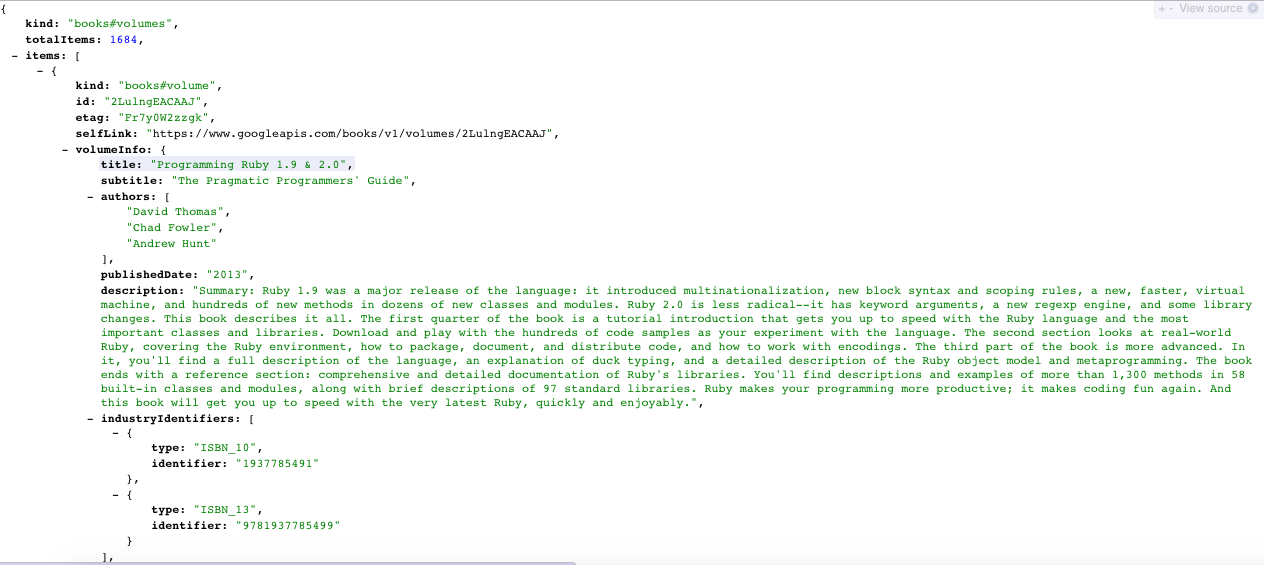 {
+ - View source
kind: "books#volumes",
totalItems: 1684,
- items: [
- {
kind: "books#volume",
id: "2LulngEACAAJ",
etag: "Fr7y0W2zzgk",
selfLink: "https://www.googleapis.com/books/v1/volumes/2LulngEACAAJ",
- volumeInfo: {
title: "Programming Ruby 1.9 & 2.0",
subtitle: "The Pragmatic Programmers' Guide",
- authors: [
"David Thomas",
"Chad Fowler",
"Andrew Hunt"
],
publishedDate: "2013",
description: "Summary: Ruby 1.9 was a major release of the language: it introduced multinationalization, new block syntax and scoping rules, a new, faster, virtual
machine, and hundreds of new methods in dozens of new classes and modules. Ruby 2.0 is less radical--it has keyword arguments, a new regexp engine, and some library
changes. This book describes it all. The first quarter of the book is a tutorial introduction that gets you up to speed with the Ruby language and the most
important classes and libraries. Download and play with the hundreds of code samples as your experiment with the language. The second section looks at real-world
Ruby, covering the Ruby environment, how to package, document, and distribute code, and how to work with encodings. The third part of the book is more advanced. In
it, you'll find a full description of the language, an explanation of duck typing, and a detailed description of the Ruby object model and metaprogramming. The book
ends with a reference section: comprehensive and detailed documentation of Ruby's libraries. You'll find descriptions and examples of more than 1,300 methods in 58
built-in classes and modules, along with brief descriptions of 97 standard libraries. Ruby makes your programming more productive; it makes coding fun again. And
this book will get you up to speed with the very latest Ruby, quickly and enjoyably.",
- industryIdentifiers: [
- {
type: "ISBN_10",
identifier: "1937785491"
},
- {
type: "ISBN_13",
identifier: "9781937785499"
}
],